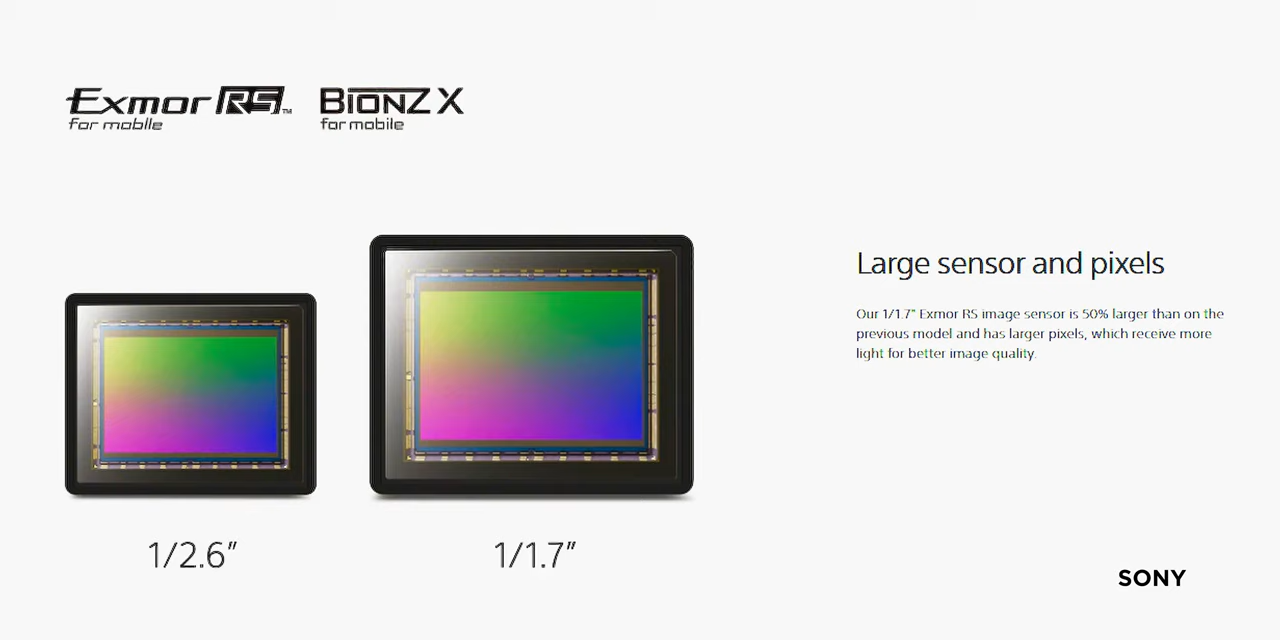 Exmor RS™ BIONZ X
for mobile for mobile
Large sensor and pixels
Our 1/1.7" Exmor RS image sensor is 50% larger than on the
previous model and has larger pixels, which receive more
light for better image quality.
1/2.6” 1/1.7”
SONY